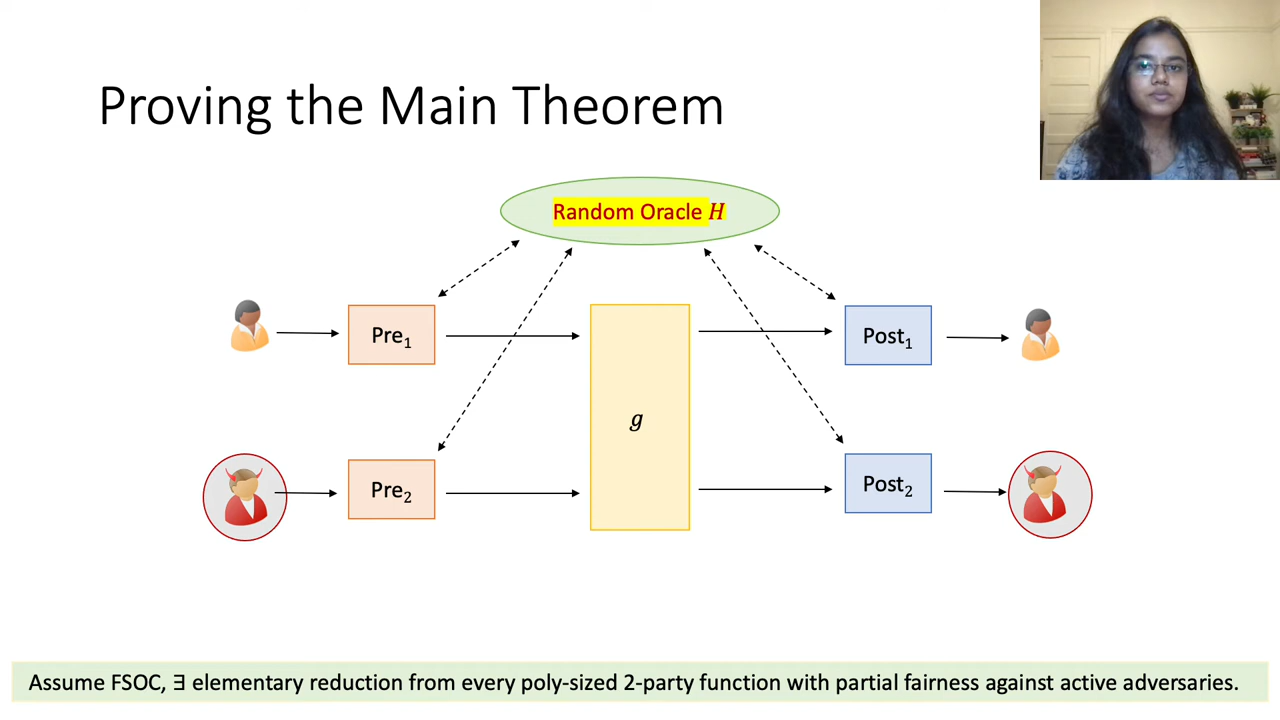 Proving the Main Theorem
Random Oracle H
Pre₁
Post₁
g
Pre₂
Post₂
Assume FSOC, ∃ elementary reduction from every poly-sized 2-party function with partial fairness against active adversaries.